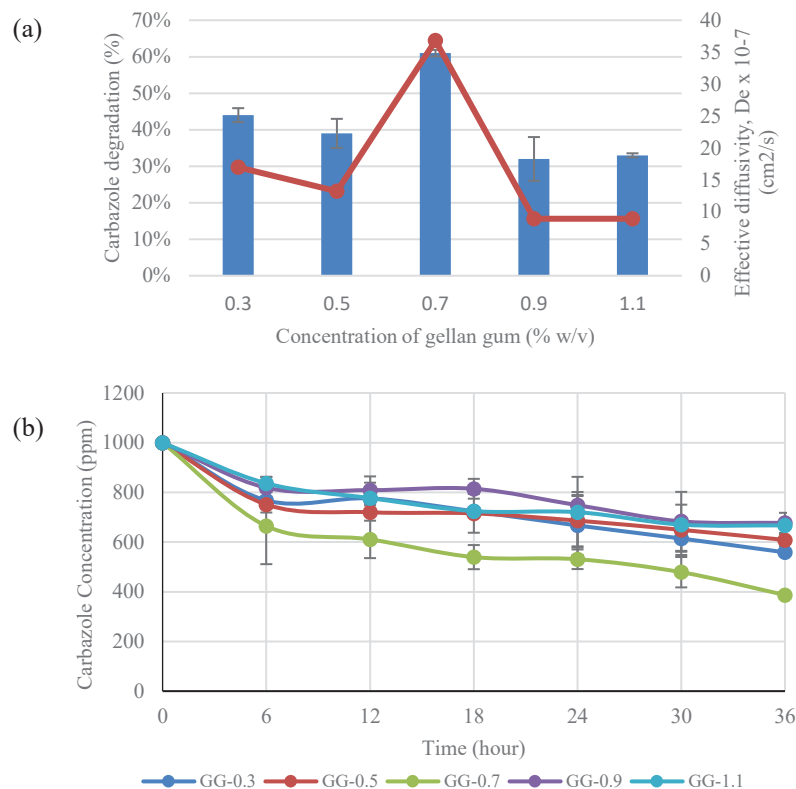 (a)
Carbazole degradation (%)
70%
60%
50%
40%
30%
20%
10%
0%
40
35
30
25
20
15
10
5
0
Effective diffusivity, De x 10-7
(cm2/s)
0.3 0.5 0.7 0.9 1.1
Concentration of gellan gum (% w/v)
(b)
Carbazole Concentration (ppm)
1200
1000
800
600
400
200
0
0 6 12 18 24 30 36
Time (hour)
GG-0.3 GG-0.5 GG-0.7 GG-0.9 GG-1.1